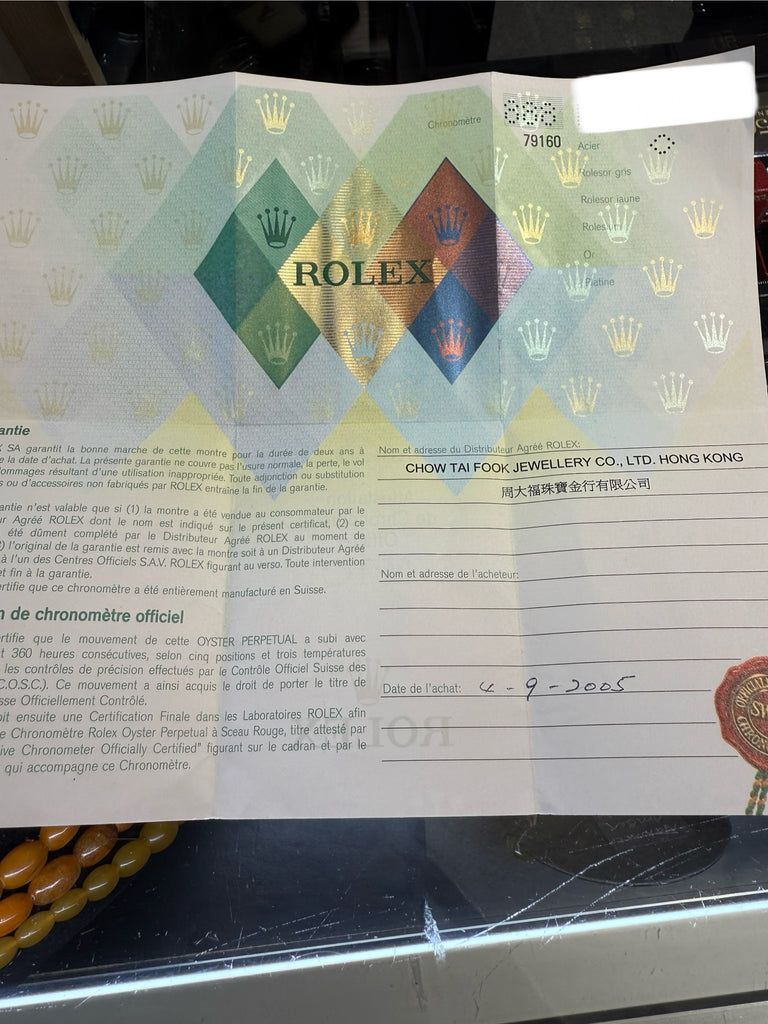 Chronomètre
79160
Acier
Rolesor gris
Rolesor jaune
Rolesium
Or
Platine
ROLEX
antie
SA garantit la bonne marche de cette montre pour la durée de deux ans à
la date d'achat. La présente garantie ne couvre pas l'usure normale, la perte, le vol
ommages résultant d'une utilisation inappropriée. Toute adjonction ou substitution
s ou d'accessoires non fabriqués par ROLEX entraîne la fin de la garantie.
antie n'est valable que si (1) la montre a été vendue au consommateur par le
ur Agréé ROLEX dont le nom est indiqué sur le présent certificat, (2) ce
été dûment complété par le Distributeur Agréé ROLEX au moment de
) l'original de la garantie est remis avec la montre soit à un Distributeur Agréé
à l'un des Centres Officiels S.A.V. ROLEX figurant au verso. Toute intervention
et fin à la garantie.
ertifie que ce chronomètre a été entièrement manufacturé en Suisse.
n de chronomètre officiel
ertifie que le mouvement de cette OYSTER PERPETUAL a subi avec
t 360 heures consécutives, selon cinq positions et trois températures
les contrôles de précision effectués par le Contrôle Officiel Suisse des
C.O.S.C.). Ce mouvement a ainsi acquis le droit de porter le titre de
sse Officiellement Contrôlé.
oit ensuite une Certification Finale dans les Laboratoires ROLEX afin
e Chronomètre Rolex Oyster Perpetual à Sceau Rouge, titre attesté par
ive Chronometer Officially Certified" figurant sur le cadran et par le
qui accompagne ce Chronomètre.
Nom et adresse du Distributeur Agréé ROLEX:
CHOW TAI FOOK JEWELLERY CO., LTD. HONG KONG
周大福珠寶金行有限公司
Nom et adresse de l'acheteur:
Date de l'achat: 4-9-2005
ROLEX